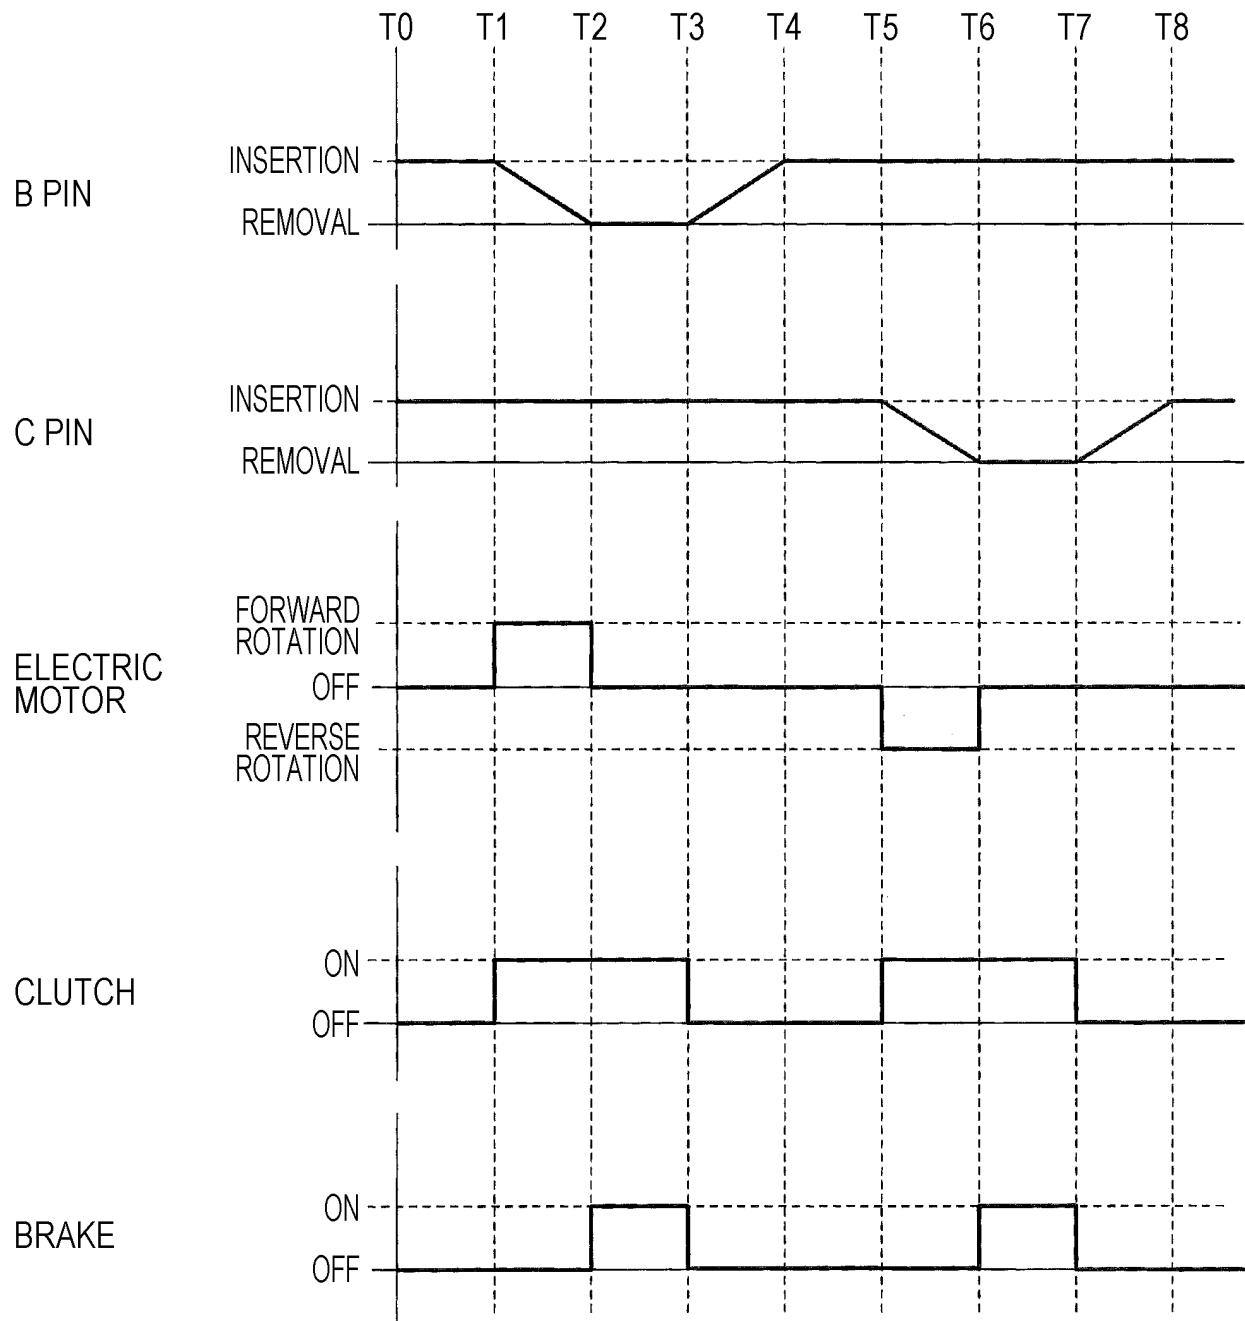 T0 T1 T2 T3 T4 T5 T6 T7 T8
B PIN
INSERTION
REMOVAL
C PIN
INSERTION
REMOVAL
ELECTRIC
MOTOR
FORWARD
ROTATION
OFF
REVERSE
ROTATION
CLUTCH
ON
OFF
BRAKE
ON
OFF